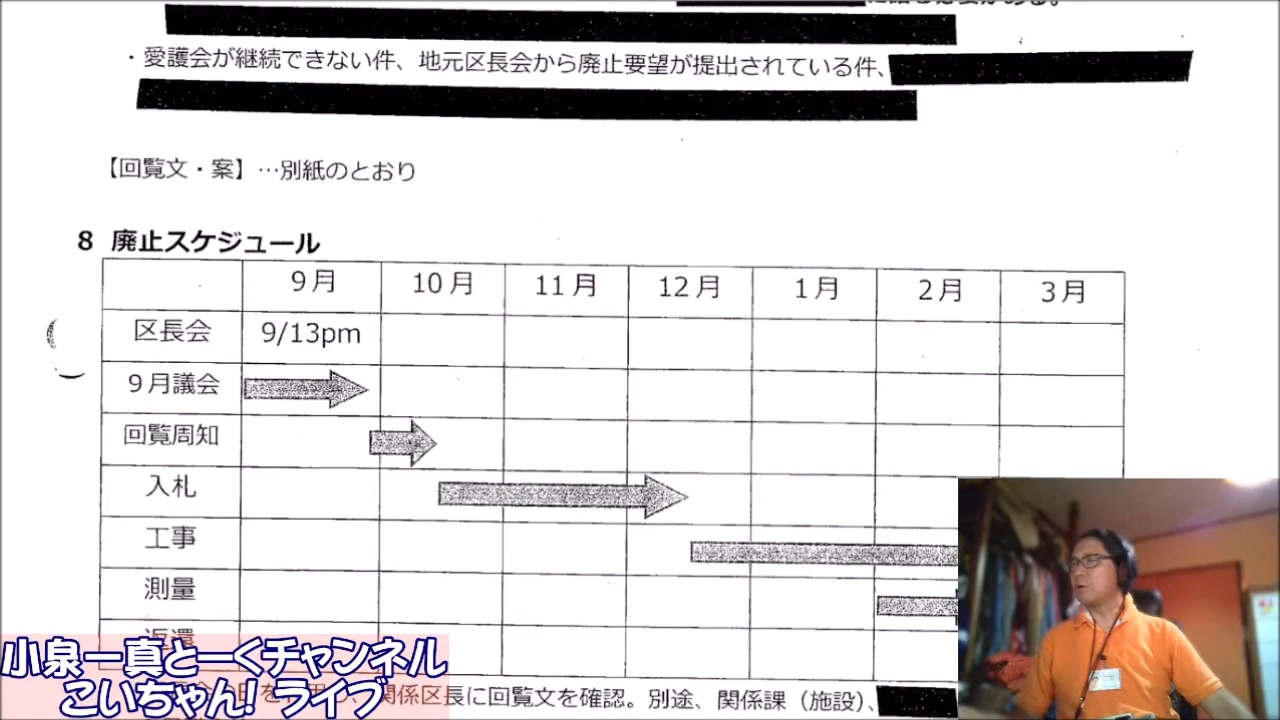 ・愛護会が継続できない件、地元区長会から廃止要望が提出されている件、
【回覧文・案】…別紙のとおり
8 廃止スケジュール
9月 10月 11月 12月 1月 2月 3月
区長会 9/13pm
9月議会
回覧周知
入札
工事
測量
返還
小泉一真とーくチャンネル
こいちゃん!ライブ
関係区長に回覧文を確認。別途、関係課（施設）、